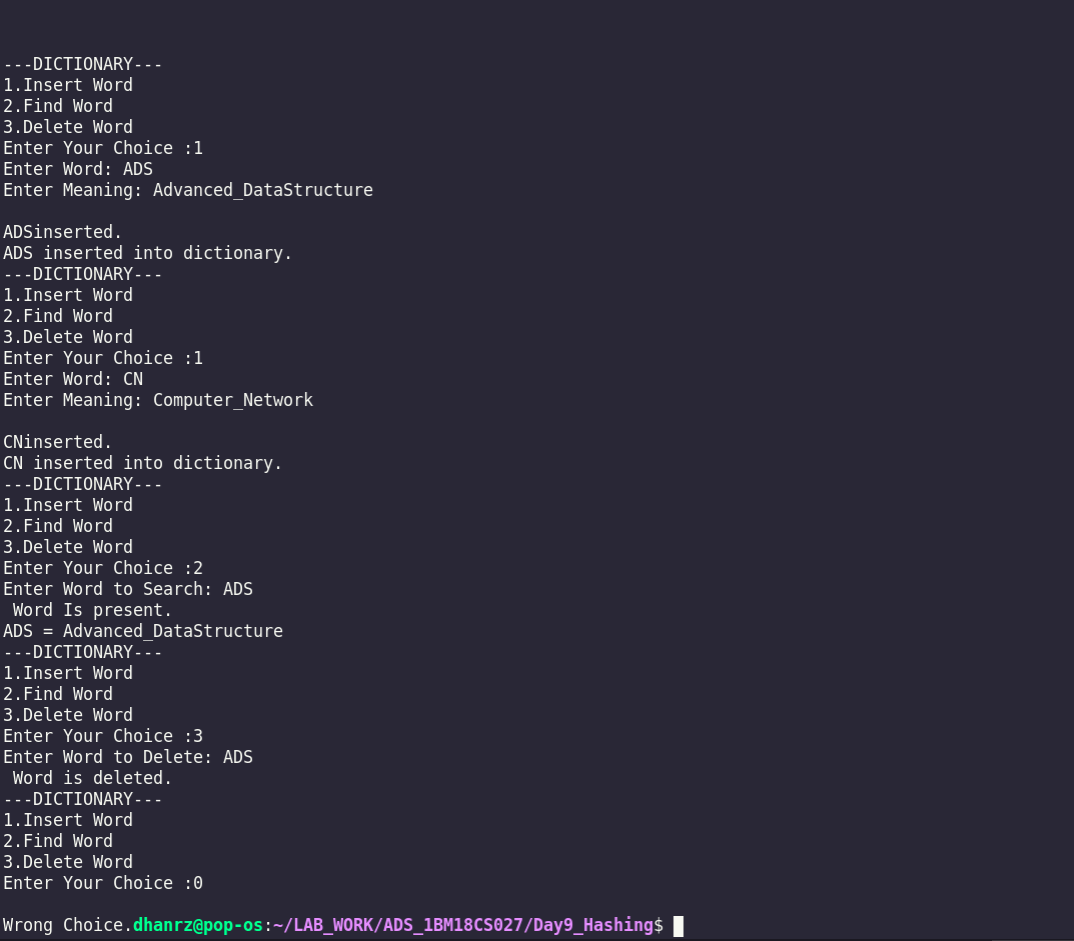 ---DICTIONARY---
1.Insert Word
2.Find Word
3.Delete Word
Enter Your Choice :1
Enter Word: ADS
Enter Meaning: Advanced_DataStructure
ADSinserted.
ADS inserted into dictionary.
---DICTIONARY---
1.Insert Word
2.Find Word
3.Delete Word
Enter Your Choice :1
Enter Word: CN
Enter Meaning: Computer_Network
CNinserted.
CN inserted into dictionary.
---DICTIONARY---
1.Insert Word
2.Find Word
3.Delete Word
Enter Your Choice :2
Enter Word to Search: ADS
 Word Is present.
ADS = Advanced_DataStructure
---DICTIONARY---
1.Insert Word
2.Find Word
3.Delete Word
Enter Your Choice :3
Enter Word to Delete: ADS
 Word is deleted.
---DICTIONARY---
1.Insert Word
2.Find Word
3.Delete Word
Enter Your Choice :0
Wrong Choice.dhanrz@pop-os:~/LAB_WORK/ADS_1BM18CS027/Day9_Hashing$